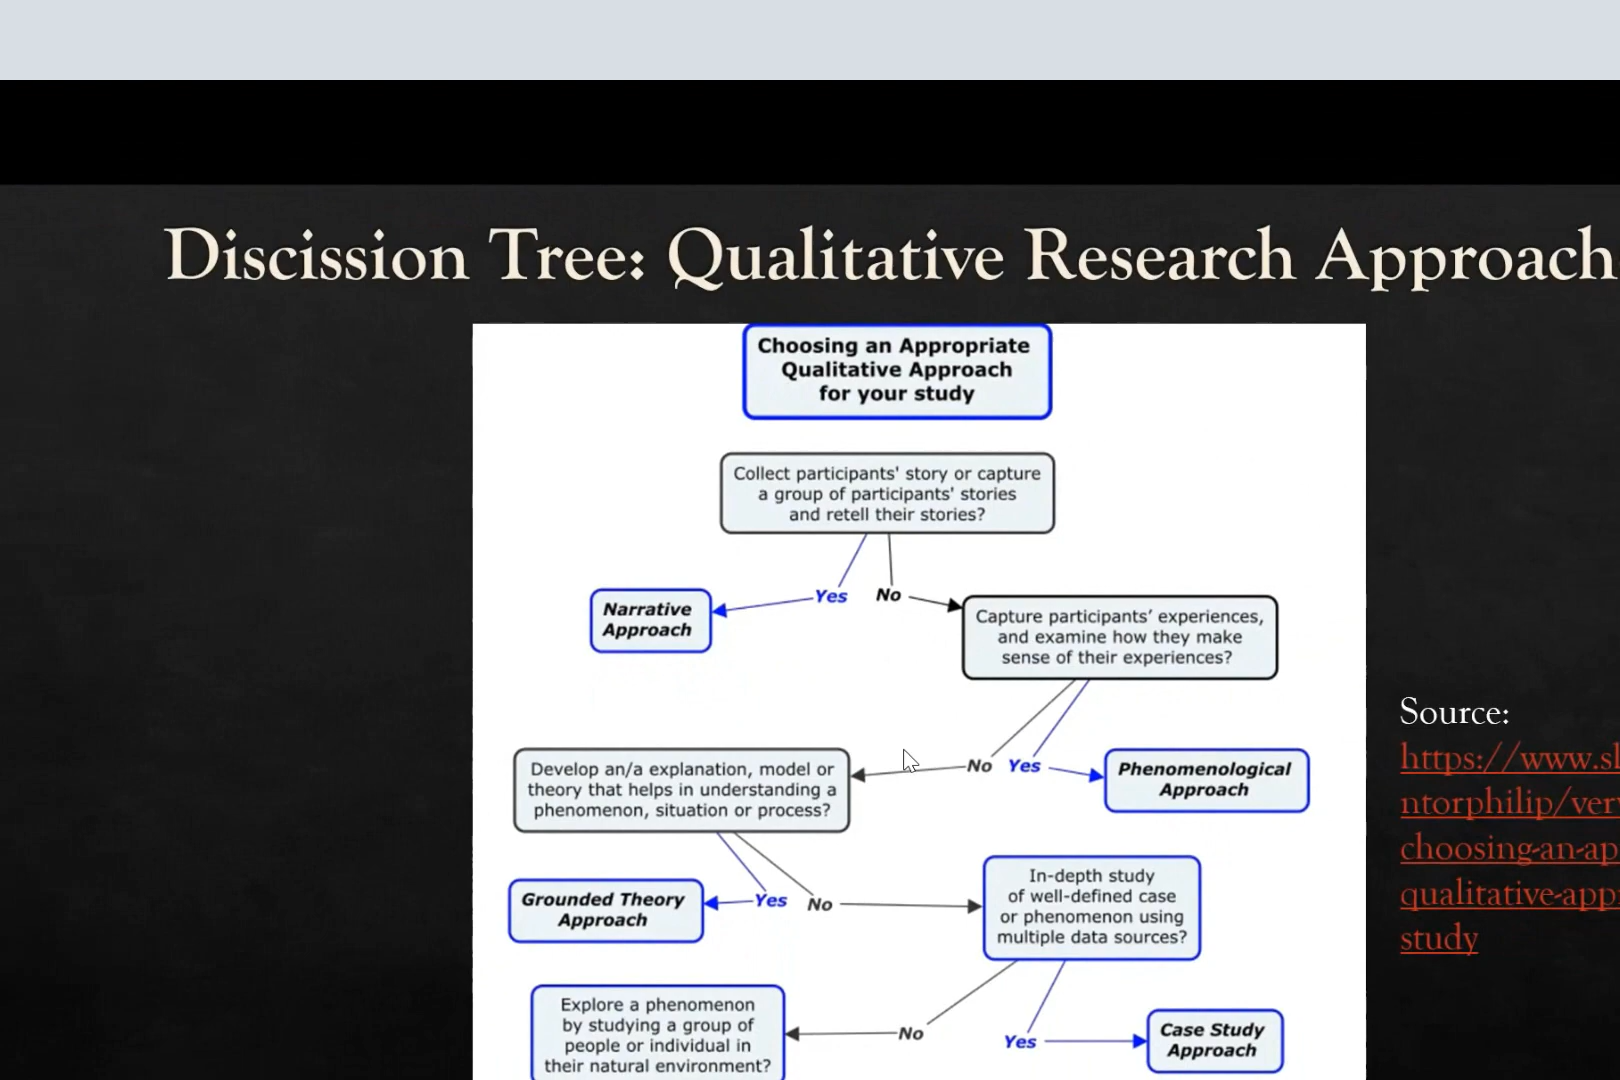 Discission Tree: Qualitative Research Approach
Choosing an Appropriate
Qualitative Approach
for your study
Collect participants' story or capture
a group of participants' stories
and retell their stories?
Yes No
Narrative
Approach
Capture participants’ experiences,
and examine how they make
sense of their experiences?
No Yes
Develop an/a explanation, model or
theory that helps in understanding a
phenomenon, situation or process?
Phenomenological
Approach
Yes No
Grounded Theory
Approach
In-depth study
of well-defined case
or phenomenon using
multiple data sources?
No Yes
Explore a phenomenon
by studying a group of
people or individual in
their natural environment?
Case Study
Approach
Source:
https://www.sl
ntorphilip/ver
choosing-an-ap
qualitative-app
study